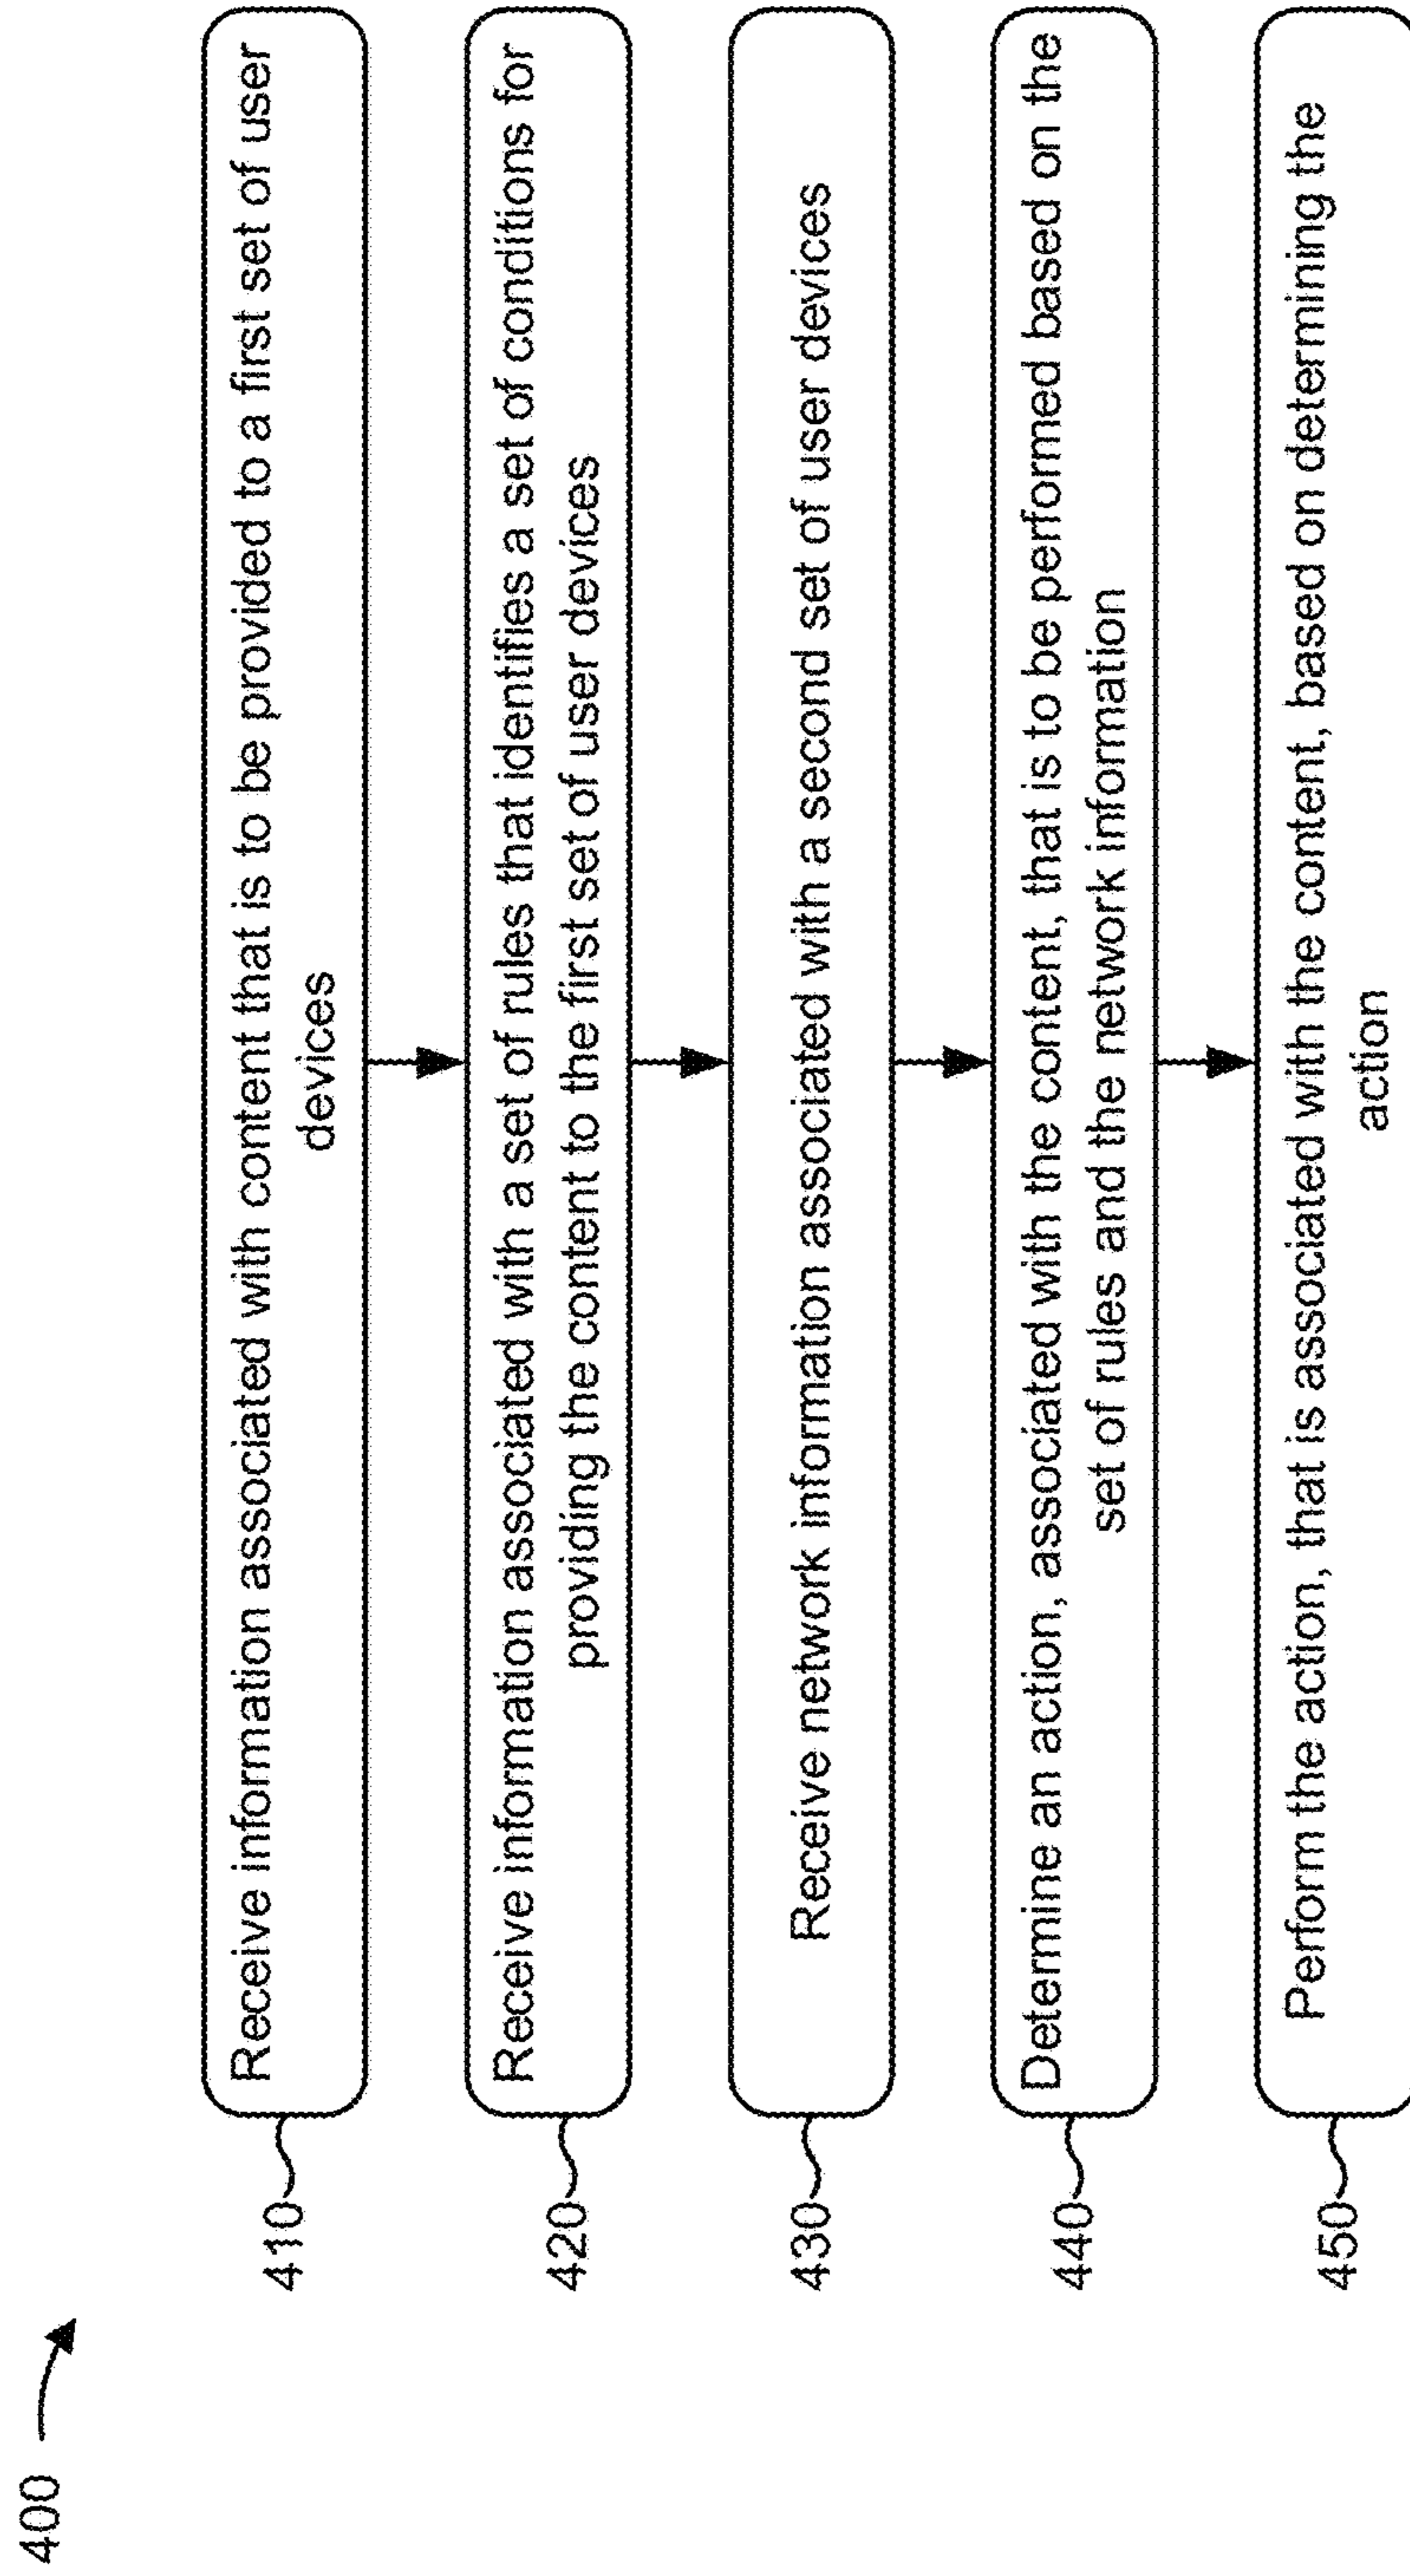 400
410
Receive information associated with content that is to be provided to a first set of user
devices
420
Receive information associated with a set of rules that identifies a set of conditions for
providing the content to the first set of user devices
430
Receive network information associated with a second set of user devices
440
Determine an action, associated with the content, that is to be performed based on the
set of rules and the network information
450
Perform the action, that is associated with the content, based on determining the
action